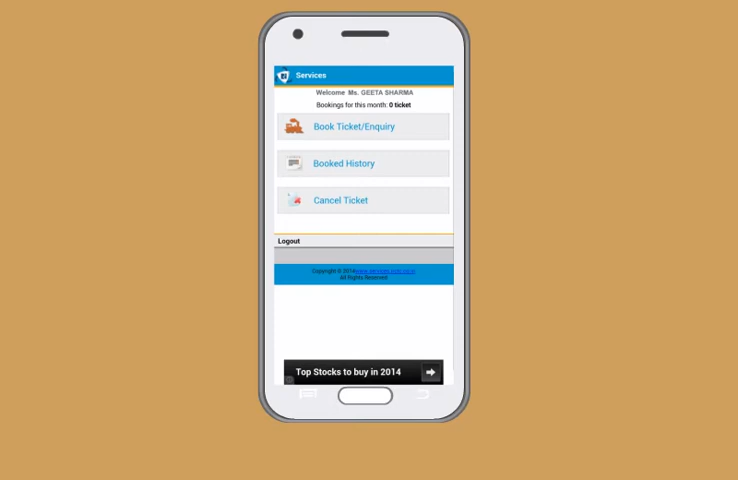 Services
Welcome Ms. GEETA SHARMA
Bookings for this month: 0 ticket
Book Ticket/Enquiry
Booked History
Cancel Ticket
Logout
Copyright © 2014
All Rights Reserved
Top Stocks to buy in 2014